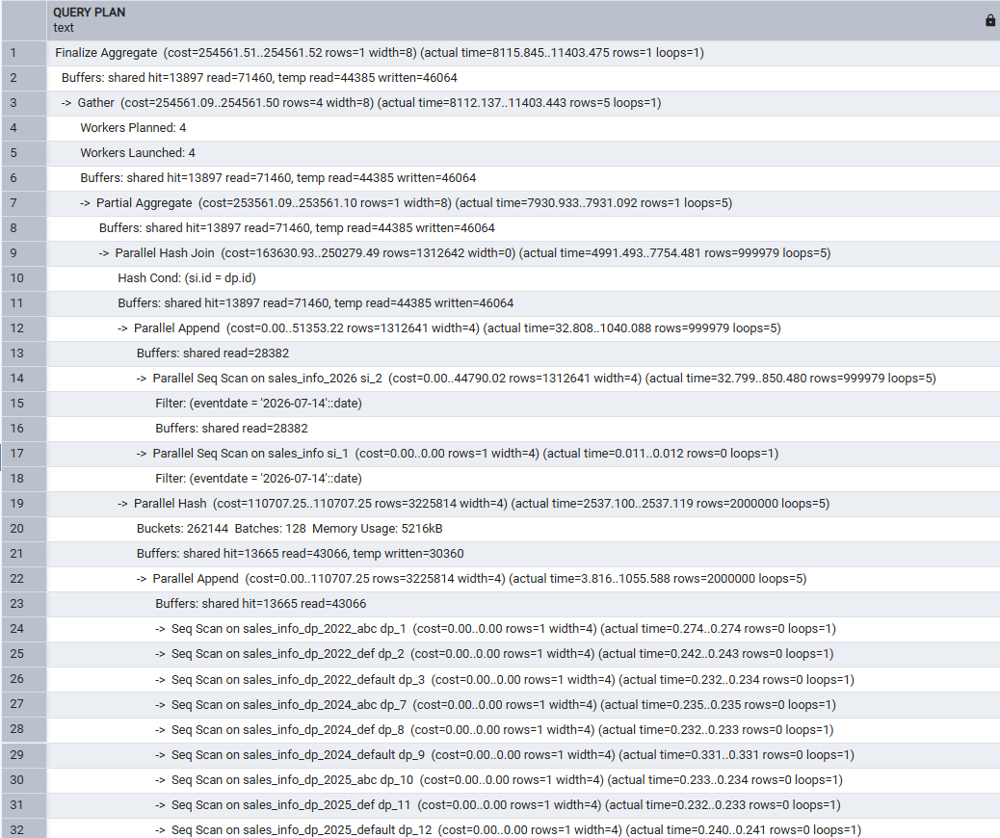 QUERY PLAN
text
1 Finalize Aggregate (cost=254561.51..254561.52 rows=1 width=8) (actual time=8115.845..11403.475 rows=1 loops=1)
2 Buffers: shared hit=13897 read=71460, temp read=44385 written=46064
3 -> Gather (cost=254561.09..254561.50 rows=4 width=8) (actual time=8112.137..11403.443 rows=5 loops=1)
4 Workers Planned: 4
5 Workers Launched: 4
6 Buffers: shared hit=13897 read=71460, temp read=44385 written=46064
7 -> Partial Aggregate (cost=253561.09..253561.10 rows=1 width=8) (actual time=7930.933..7931.092 rows=1 loops=5)
8 Buffers: shared hit=13897 read=71460, temp read=44385 written=46064
9 -> Parallel Hash Join (cost=163630.93..250279.49 rows=1312642 width=0) (actual time=4991.493..7754.481 rows=999979 loops=5)
10 Hash Cond: (si.id = dp.id)
11 Buffers: shared hit=13897 read=71460, temp read=44385 written=46064
12 -> Parallel Append (cost=0.00..51353.22 rows=1312641 width=4) (actual time=32.808..1040.088 rows=999979 loops=5)
13 Buffers: shared read=28382
14 -> Parallel Seq Scan on sales_info_2026 si_2 (cost=0.00..44790.02 rows=1312641 width=4) (actual time=32.799..850.480 rows=999979 loops=5)
15 Filter: (eventdate = '2026-07-14'::date)
16 Buffers: shared read=28382
17 -> Parallel Seq Scan on sales_info si_1 (cost=0.00..0.00 rows=1 width=4) (actual time=0.011..0.012 rows=0 loops=1)
18 Filter: (eventdate = '2026-07-14'::date)
19 -> Parallel Hash (cost=110707.25..110707.25 rows=3225814 width=4) (actual time=2537.100..2537.119 rows=2000000 loops=5)
20 Buckets: 262144 Batches: 128 Memory Usage: 5216kB
21 Buffers: shared hit=13665 read=43066, temp written=30360
22 -> Parallel Append (cost=0.00..110707.25 rows=3225814 width=4) (actual time=3.816..1055.588 rows=2000000 loops=5)
23 Buffers: shared hit=13665 read=43066
24 -> Seq Scan on sales_info_dp_2022_abc dp_1 (cost=0.00..0.00 rows=1 width=4) (actual time=0.274..0.274 rows=0 loops=1)
25 -> Seq Scan on sales_info_dp_2022_def dp_2 (cost=0.00..0.00 rows=1 width=4) (actual time=0.242..0.243 rows=0 loops=1)
26 -> Seq Scan on sales_info_dp_2022_default dp_3 (cost=0.00..0.00 rows=1 width=4) (actual time=0.232..0.234 rows=0 loops=1)
27 -> Seq Scan on sales_info_dp_2024_abc dp_7 (cost=0.00..0.00 rows=1 width=4) (actual time=0.235..0.235 rows=0 loops=1)
28 -> Seq Scan on sales_info_dp_2024_def dp_8 (cost=0.00..0.00 rows=1 width=4) (actual time=0.232..0.233 rows=0 loops=1)
29 -> Seq Scan on sales_info_dp_2024_default dp_9 (cost=0.00..0.00 rows=1 width=4) (actual time=0.331..0.331 rows=0 loops=1)
30 -> Seq Scan on sales_info_dp_2025_abc dp_10 (cost=0.00..0.00 rows=1 width=4) (actual time=0.233..0.234 rows=0 loops=1)
31 -> Seq Scan on sales_info_dp_2025_def dp_11 (cost=0.00..0.00 rows=1 width=4) (actual time=0.232..0.233 rows=0 loops=1)
32 -> Seq Scan on sales_info_dp_2025_default dp_12 (cost=0.00..0.00 rows=1 width=4) (actual time=0.240..0.241 rows=0 loops=1)